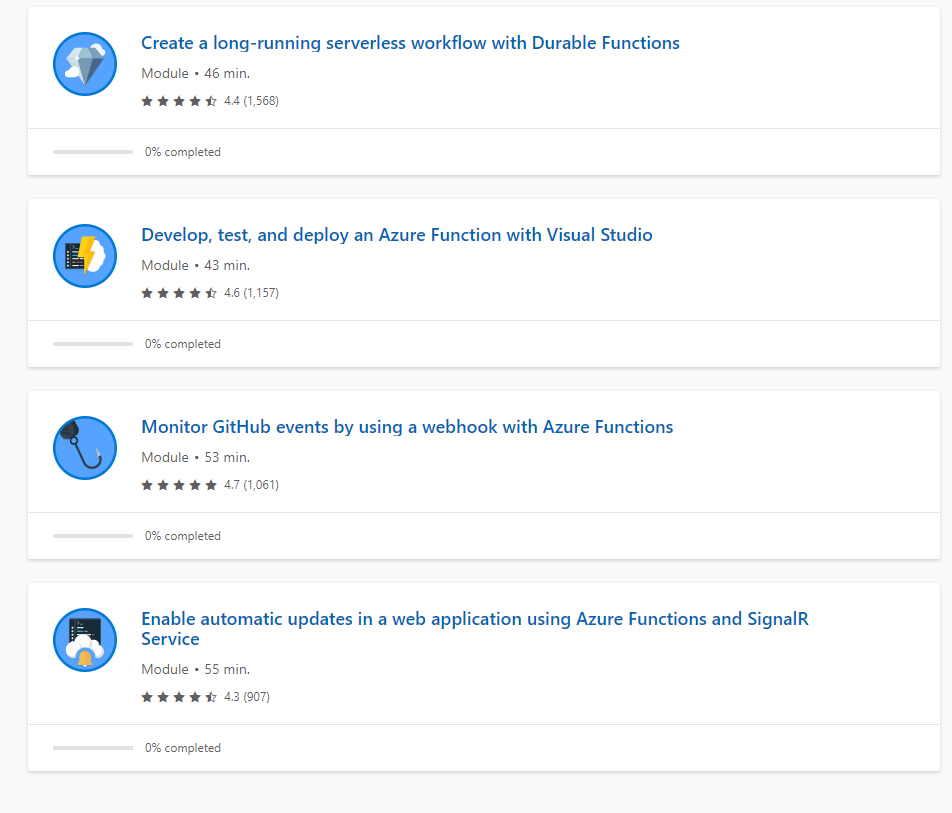 Create a long-running serverless workflow with Durable Functions
Module • 46 min.
4.4 (1,568)
0% completed
Develop, test, and deploy an Azure Function with Visual Studio
Module • 43 min.
4.6 (1,157)
0% completed
Monitor GitHub events by using a webhook with Azure Functions
Module • 53 min.
4.7 (1,061)
0% completed
Enable automatic updates in a web application using Azure Functions and SignalR
Service
Module • 55 min.
4.3 (907)
0% completed